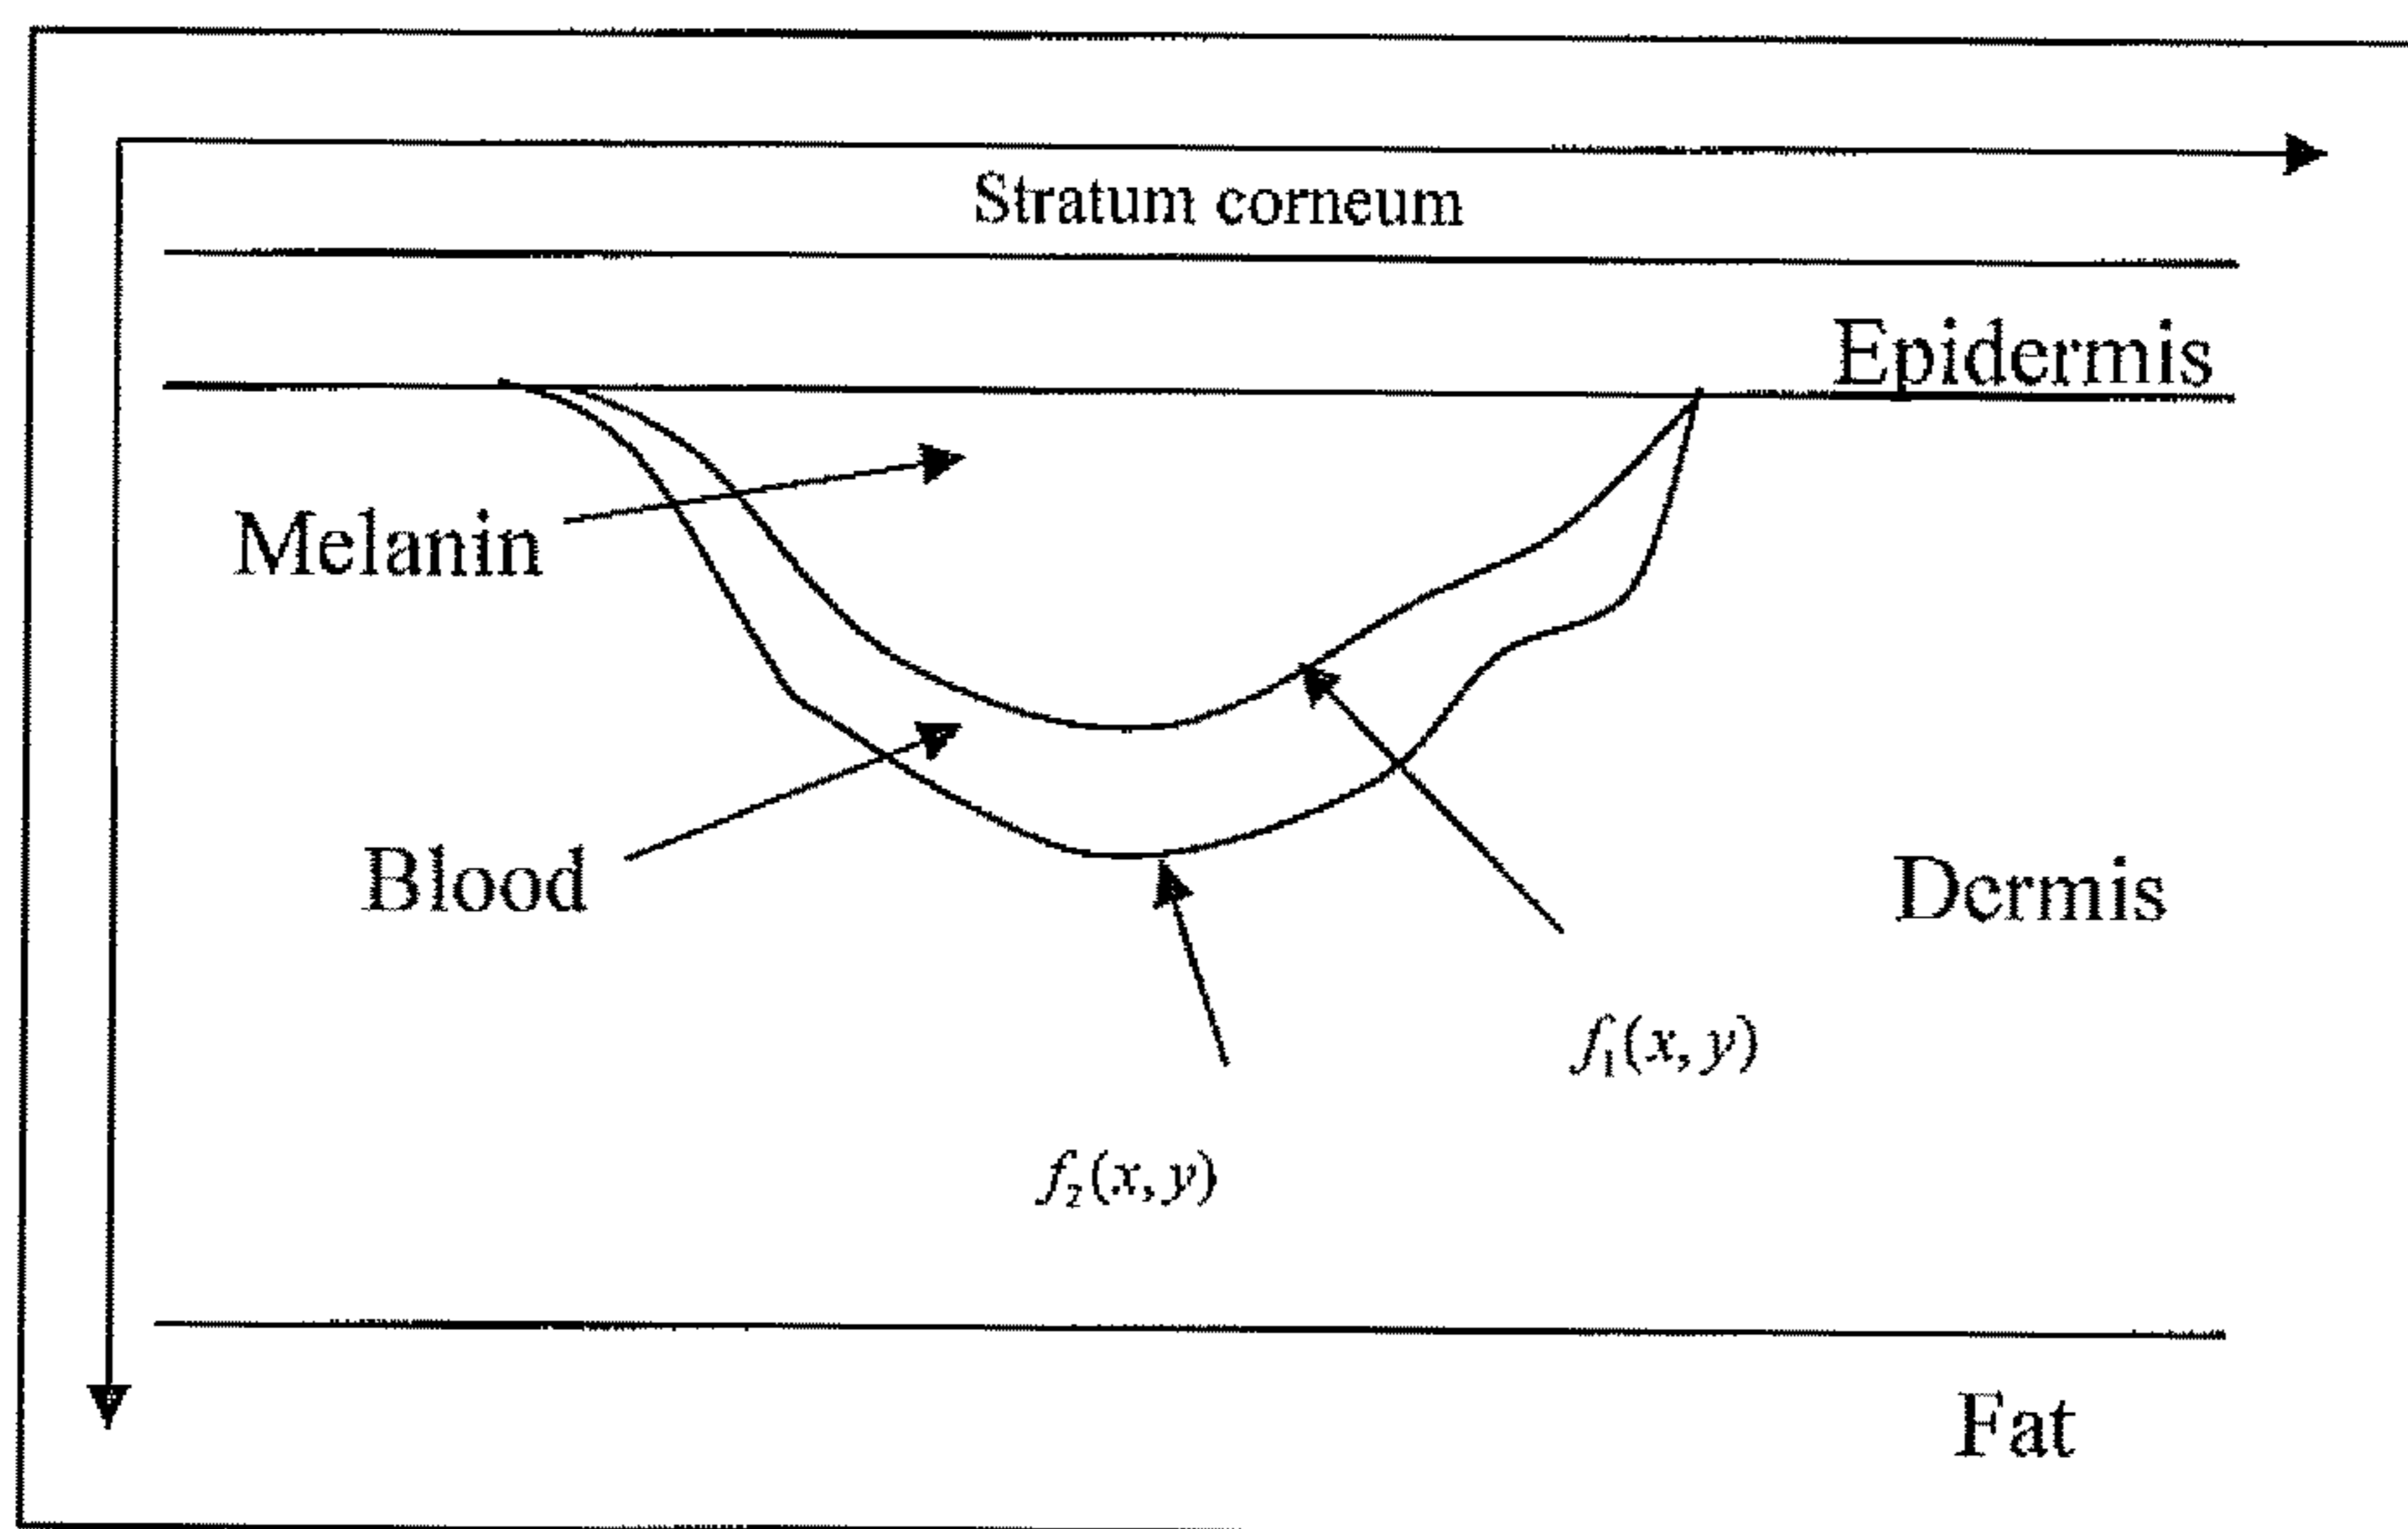 Stratum corneum
Epidermis
Melanin
Blood
Dermis
f₁(x, y)
f₂(x, y)
Fat